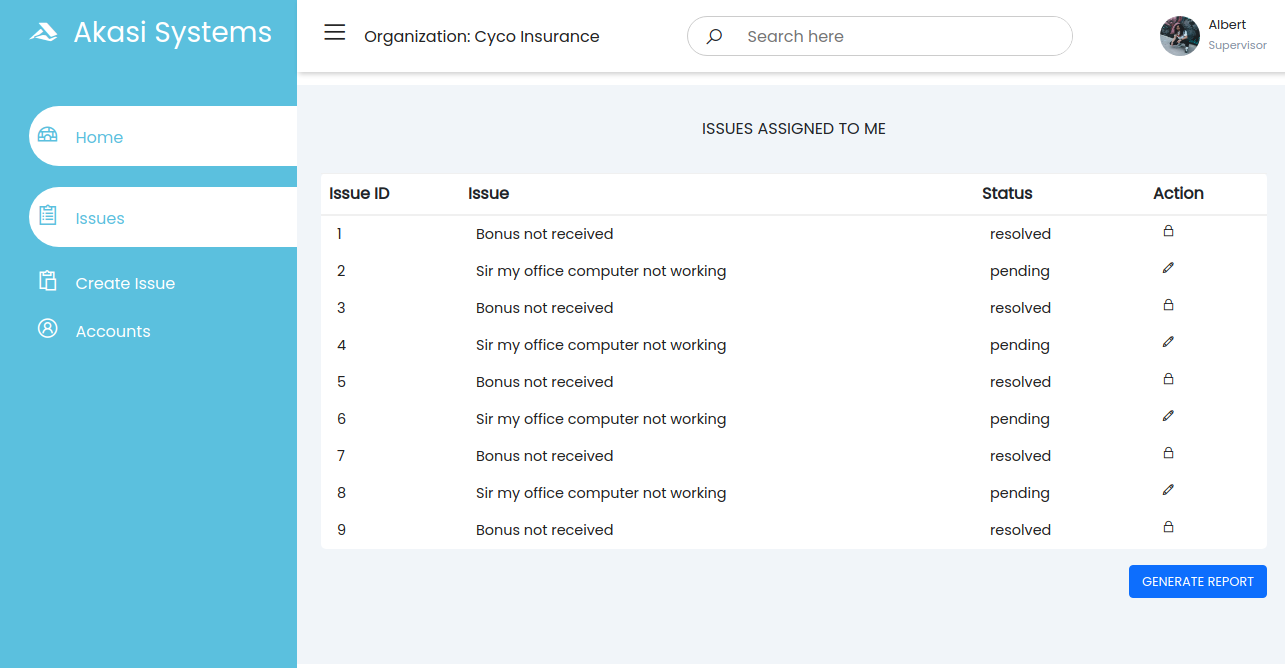 Akasi Systems
Organization: Cyco Insurance
Search here
Albert
Supervisor
Home
Issues
Create Issue
Accounts
ISSUES ASSIGNED TO ME
Issue ID Issue Status Action
1 Bonus not received resolved
2 Sir my office computer not working pending
3 Bonus not received resolved
4 Sir my office computer not working pending
5 Bonus not received resolved
6 Sir my office computer not working pending
7 Bonus not received resolved
8 Sir my office computer not working pending
9 Bonus not received resolved
GENERATE REPORT